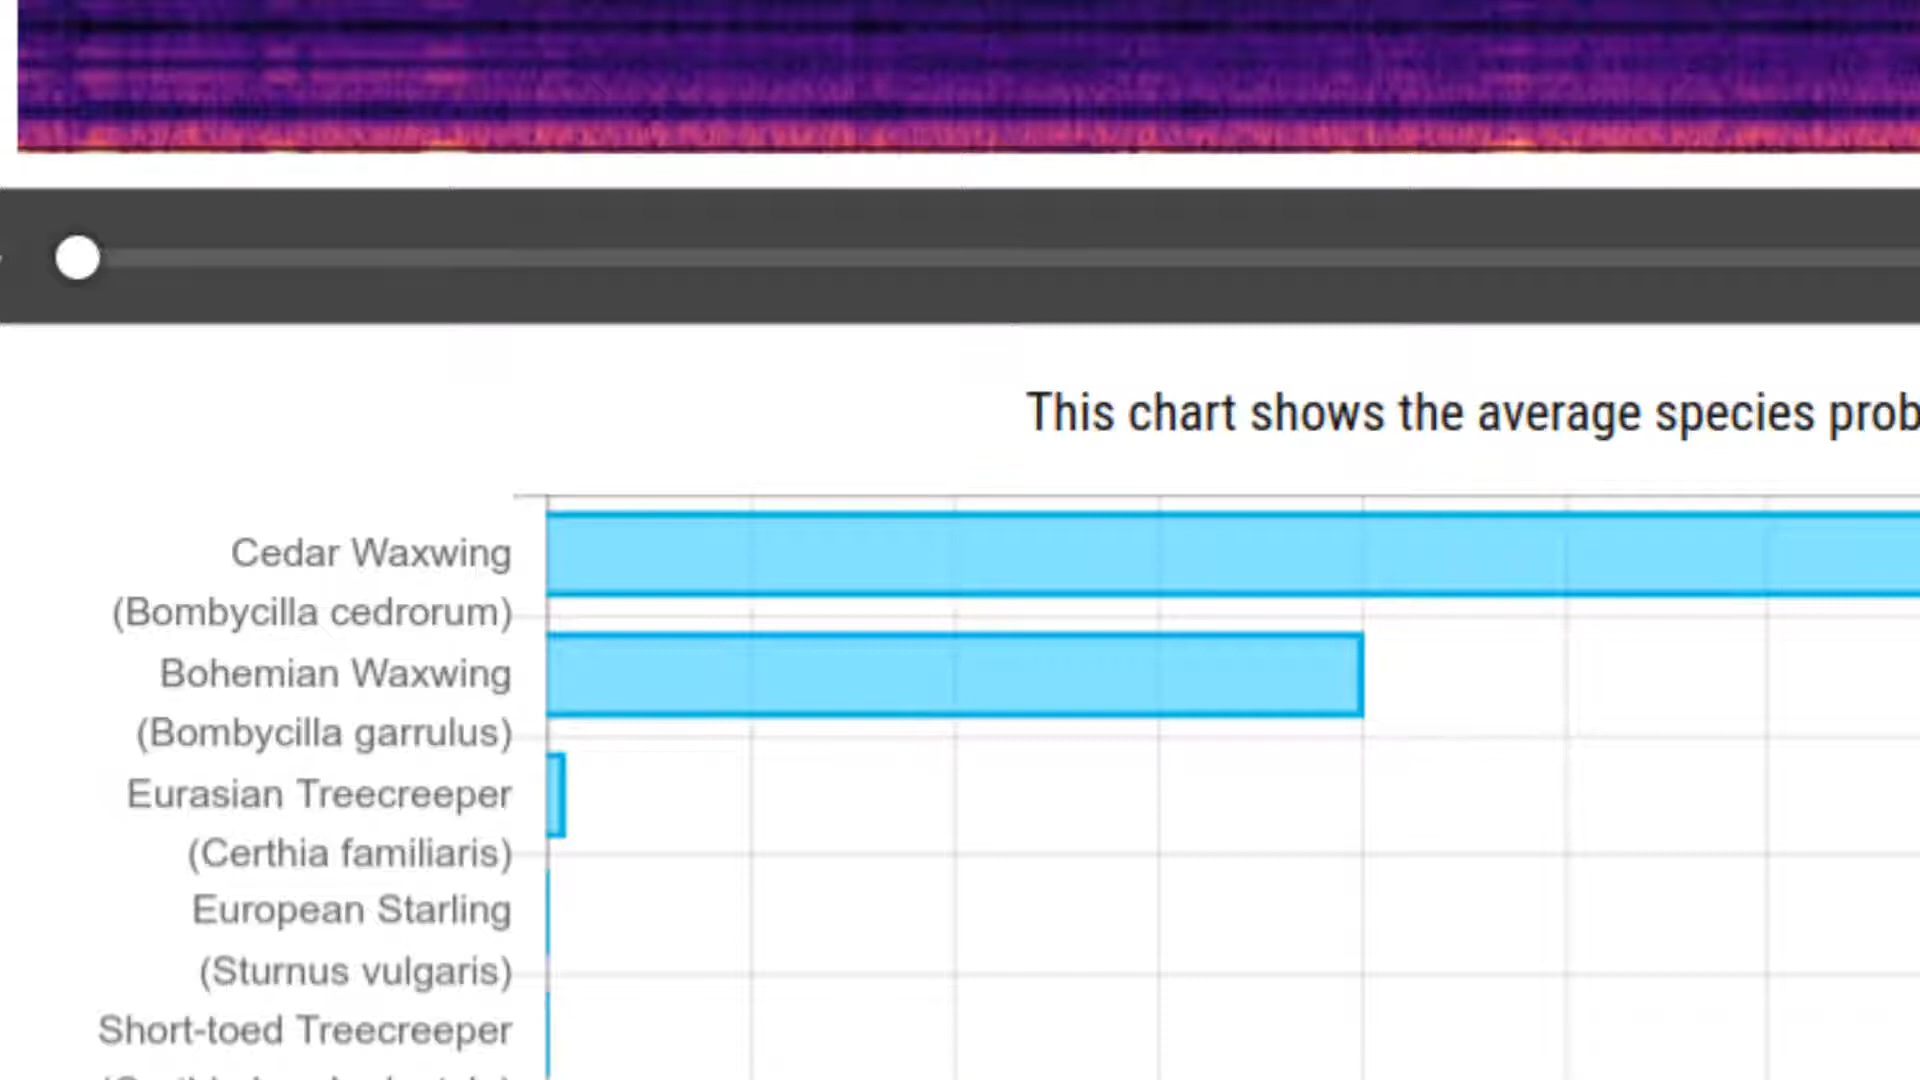 This chart shows the average species prob
Cedar Waxwing
(Bombycilla cedrorum)
Bohemian Waxwing
(Bombycilla garrulus)
Eurasian Treecreeper
(Certhia familiaris)
European Starling
(Sturnus vulgaris)
Short-toed Treecreeper